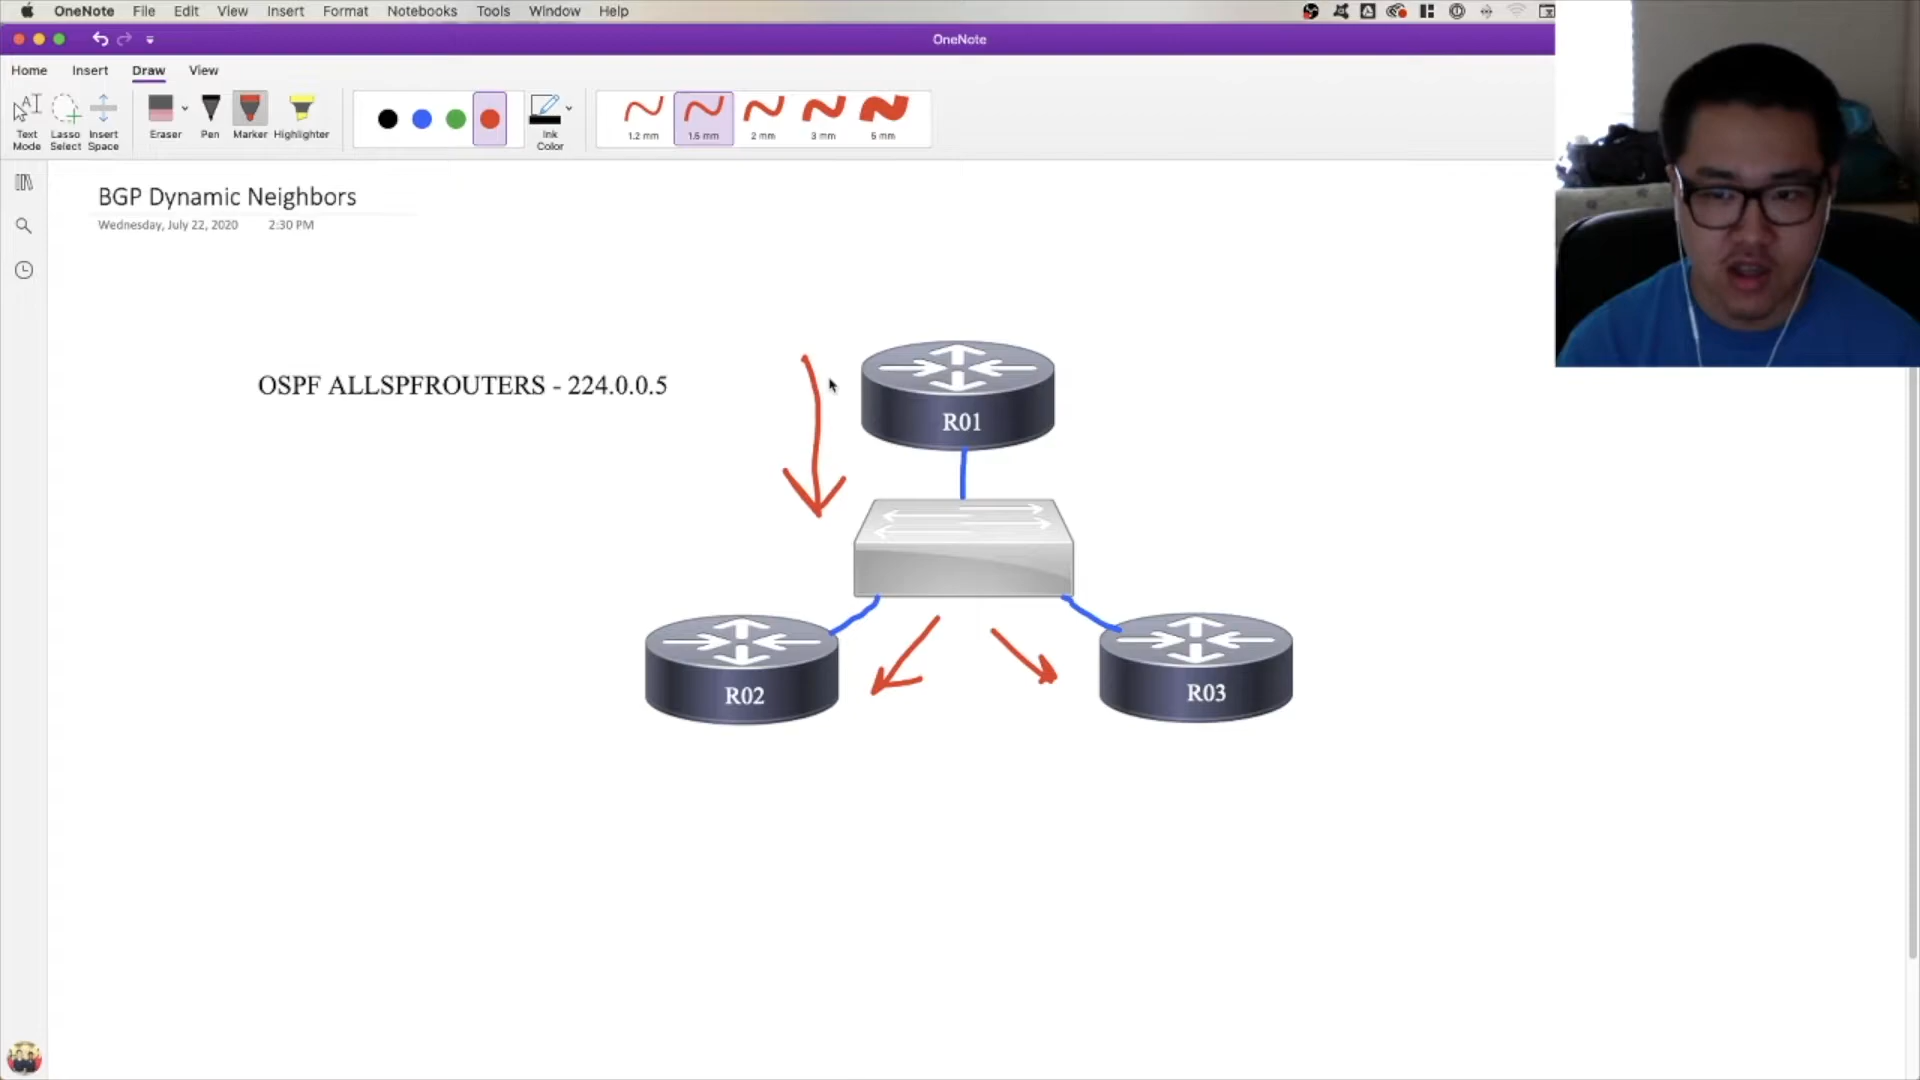 OneNote File Edit View Insert Format Notebooks Tools Window Help
OneNote
Home Insert Draw View
Text Mode
Lasso Select
Insert Space
Eraser
Pen
Marker
Highlighter
Ink Color
1.2 mm
1.6 mm
2 mm
3 mm
5 mm
BGP Dynamic Neighbors
Wednesday, July 22, 2020 2:30 PM
OSPF ALLSPFROUTERS - 224.0.0.5
R01
R02
R03